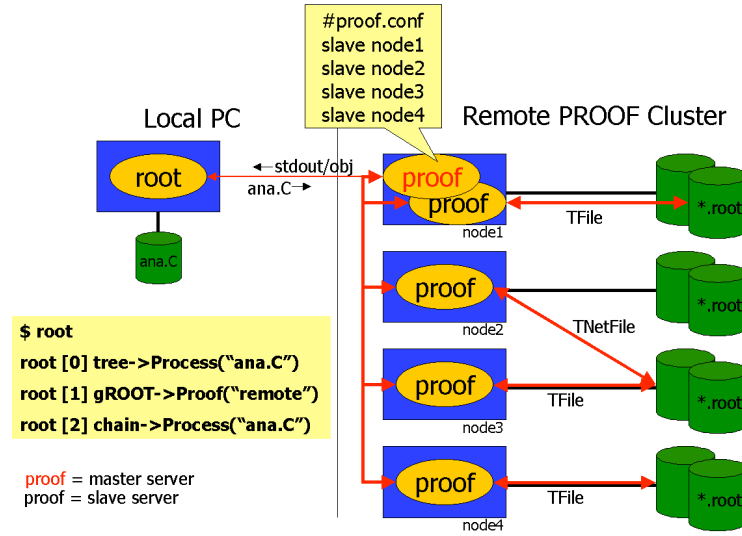 #proof.conf
slave node1
slave node2
slave node3
slave node4
Local PC
Remote PROOF Cluster
root
←stdout/obj
ana.C→
ana.C
proof
proof
node1
TFile
*.root
proof
node2
TNetFile
*.root
proof
node3
TFile
*.root
proof
node4
TFile
*.root
$ root
root [0] tree->Process(“ana.C”)
root [1] gROOT->Proof(“remote”)
root [2] chain->Process(“ana.C”)
proof = master server
proof = slave server